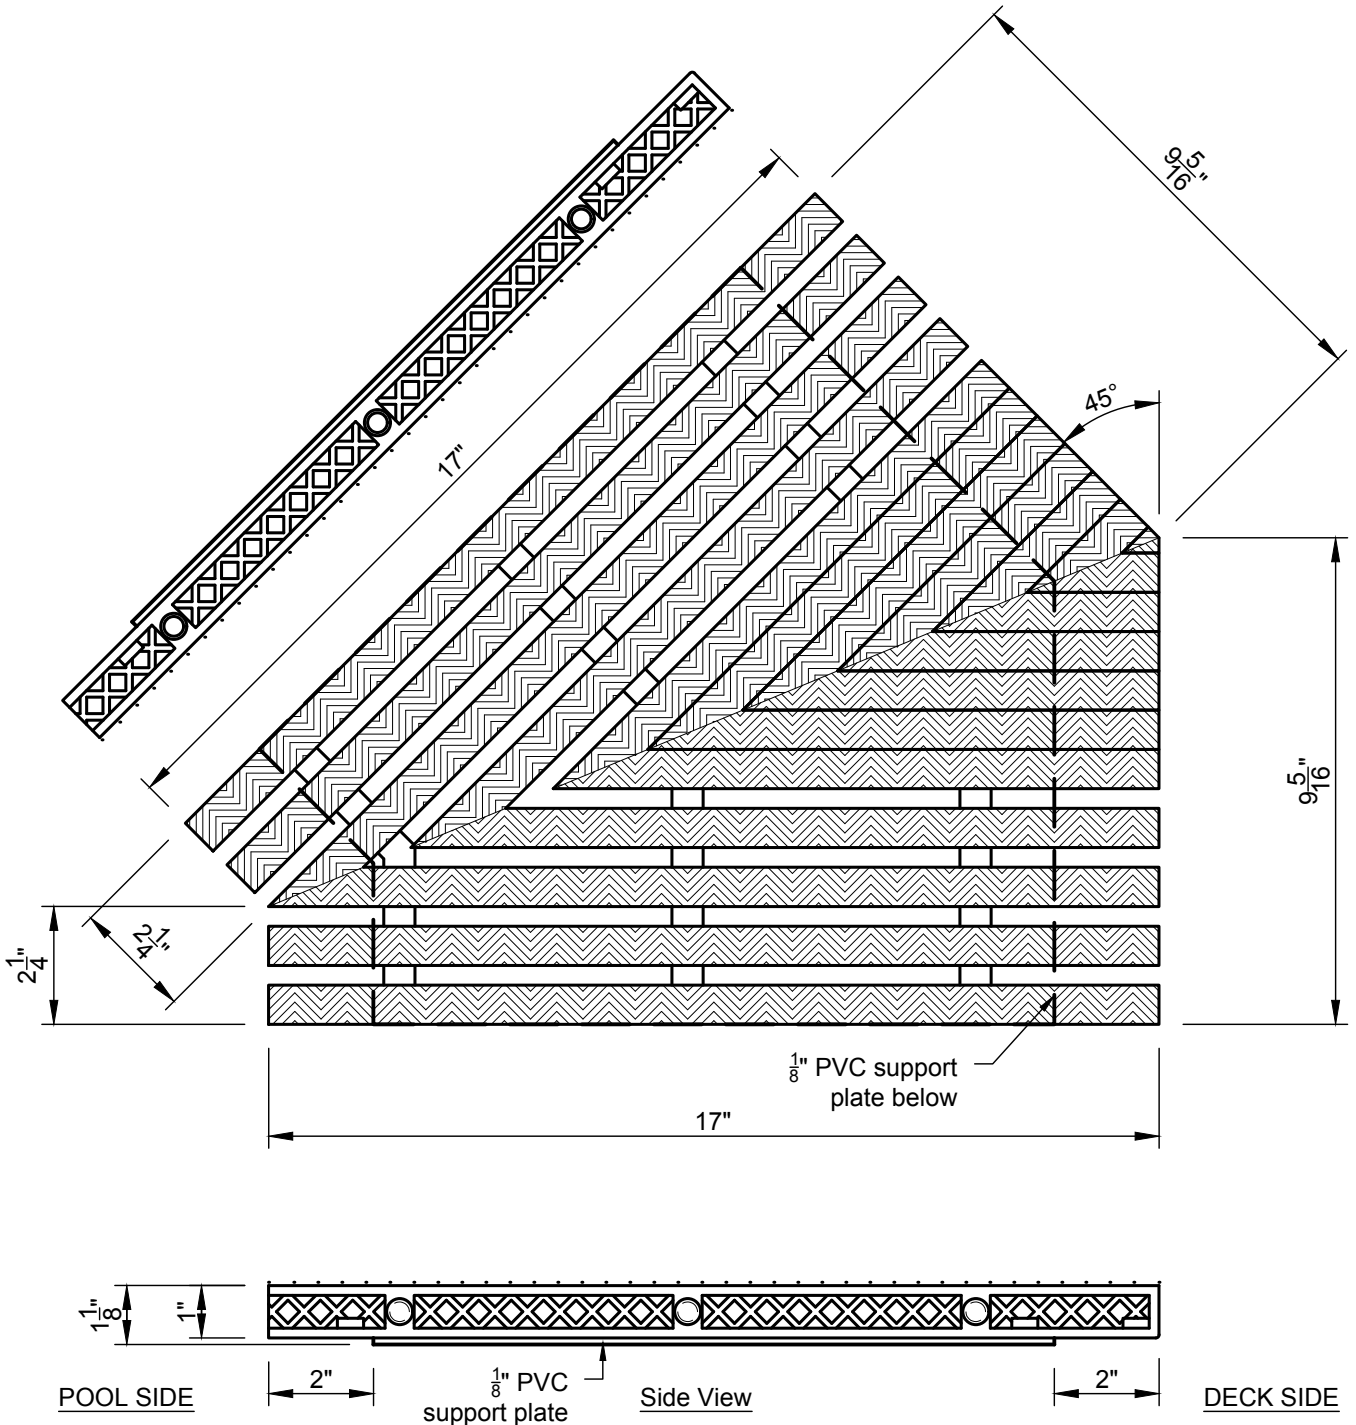 9 5/16"
45°
17"
9 5/16"
2 1/4"
2 1/4"
1/8" PVC support
plate below
17"
1 1/8"
1"
2"
1/8" PVC
support plate
2"
POOL SIDE
Side View
DECK SIDE